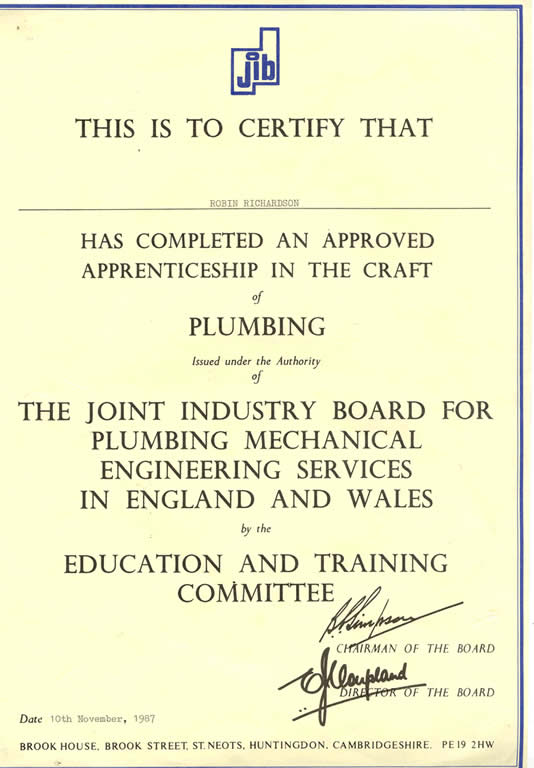 jib
THIS IS TO CERTIFY THAT
ROBIN RICHARDSON
HAS COMPLETED AN APPROVED
APPRENTICESHIP IN THE CRAFT
of
PLUMBING
Issued under the Authority
of
THE JOINT INDUSTRY BOARD FOR
PLUMBING MECHANICAL
ENGINEERING SERVICES
IN ENGLAND AND WALES
by the
EDUCATION AND TRAINING
COMMITTEE
Simpson
CHAIRMAN OF THE BOARD
DIRECTOR OF THE BOARD
Date 10th November, 1987
BROOK HOUSE, BROOK STREET, ST. NEOTS, HUNTINGDON, CAMBRIDGESHIRE. PE19 2HW